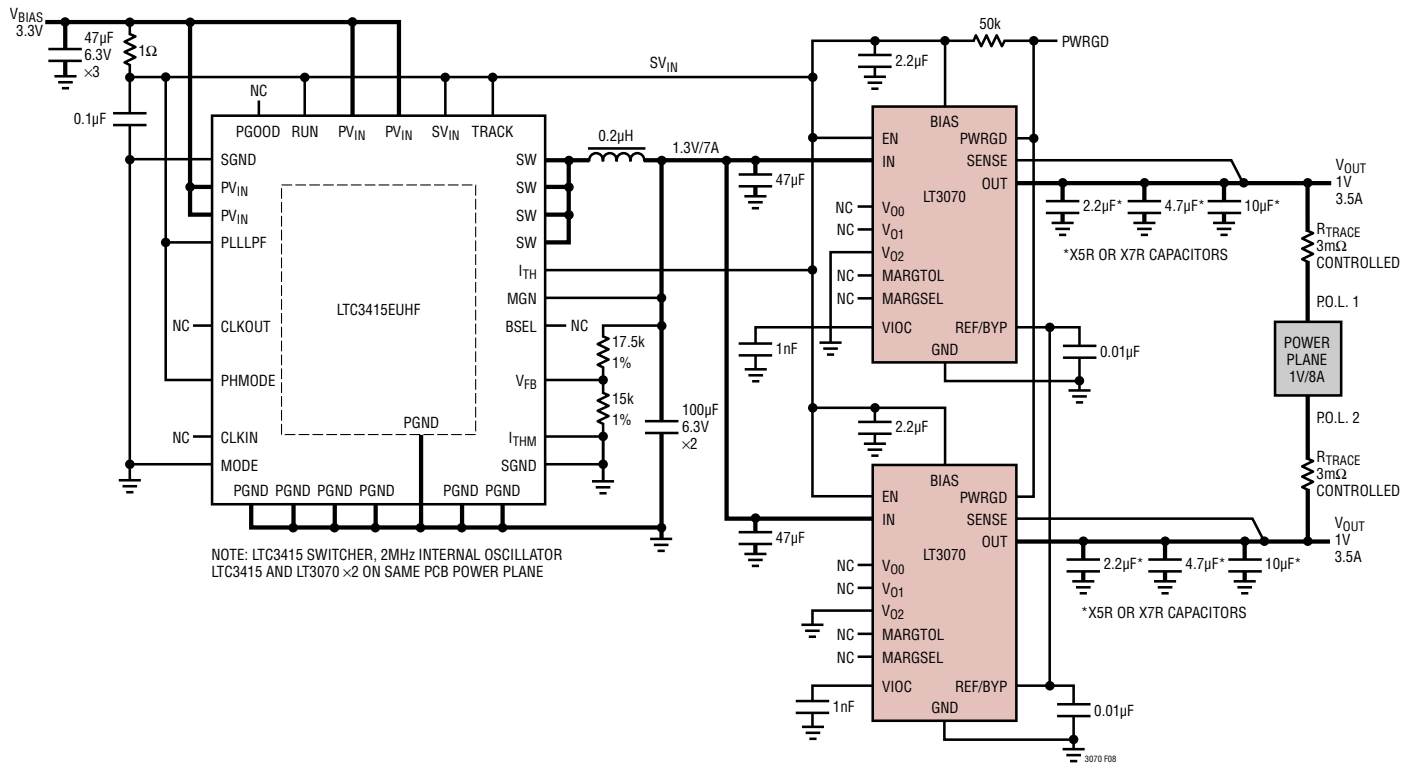 VBIAS
3.3V
47µF
6.3V
×3
1Ω
0.1µF
NC
PGOOD
RUN
PVIN
PVIN
SVIN
TRACK
SGND
PVIN
PVIN
PLLLPF
NC
CLKOUT
PHMODE
NC
CLKIN
MODE
LTC3415EUHF
PGND
PGND
PGND
PGND
PGND
PGND
PGND
SW
SW
SW
SW
ITH
MGN
BSEL
NC
VFB
ITHM
SGND
17.5k
1%
15k
1%
100µF
6.3V
×2
0.2µH
1.3V/7A
SVIN
NOTE: LTC3415 SWITCHER, 2MHz INTERNAL OSCILLATOR
LTC3415 AND LT3070 ×2 ON SAME PCB POWER PLANE
2.2µF
50k
PWRGD
47µF
BIAS
EN
PWRGD
IN
SENSE
OUT
LT3070
NC
VO0
NC
VO1
VO2
NC
MARGTOL
NC
MARGSEL
VIOC
REF/BYP
GND
1nF
0.01µF
2.2µF*
4.7µF*
10µF*
*X5R OR X7R CAPACITORS
VOUT
1V
3.5A
RTRACE
3mΩ
CONTROLLED
P.O.L. 1
POWER
PLANE
1V/8A
P.O.L. 2
RTRACE
3mΩ
CONTROLLED
2.2µF
47µF
BIAS
EN
PWRGD
IN
SENSE
OUT
LT3070
NC
VO0
NC
VO1
VO2
NC
MARGTOL
NC
MARGSEL
VIOC
REF/BYP
GND
1nF
0.01µF
2.2µF*
4.7µF*
10µF*
*X5R OR X7R CAPACITORS
VOUT
1V
3.5A
3070 F08